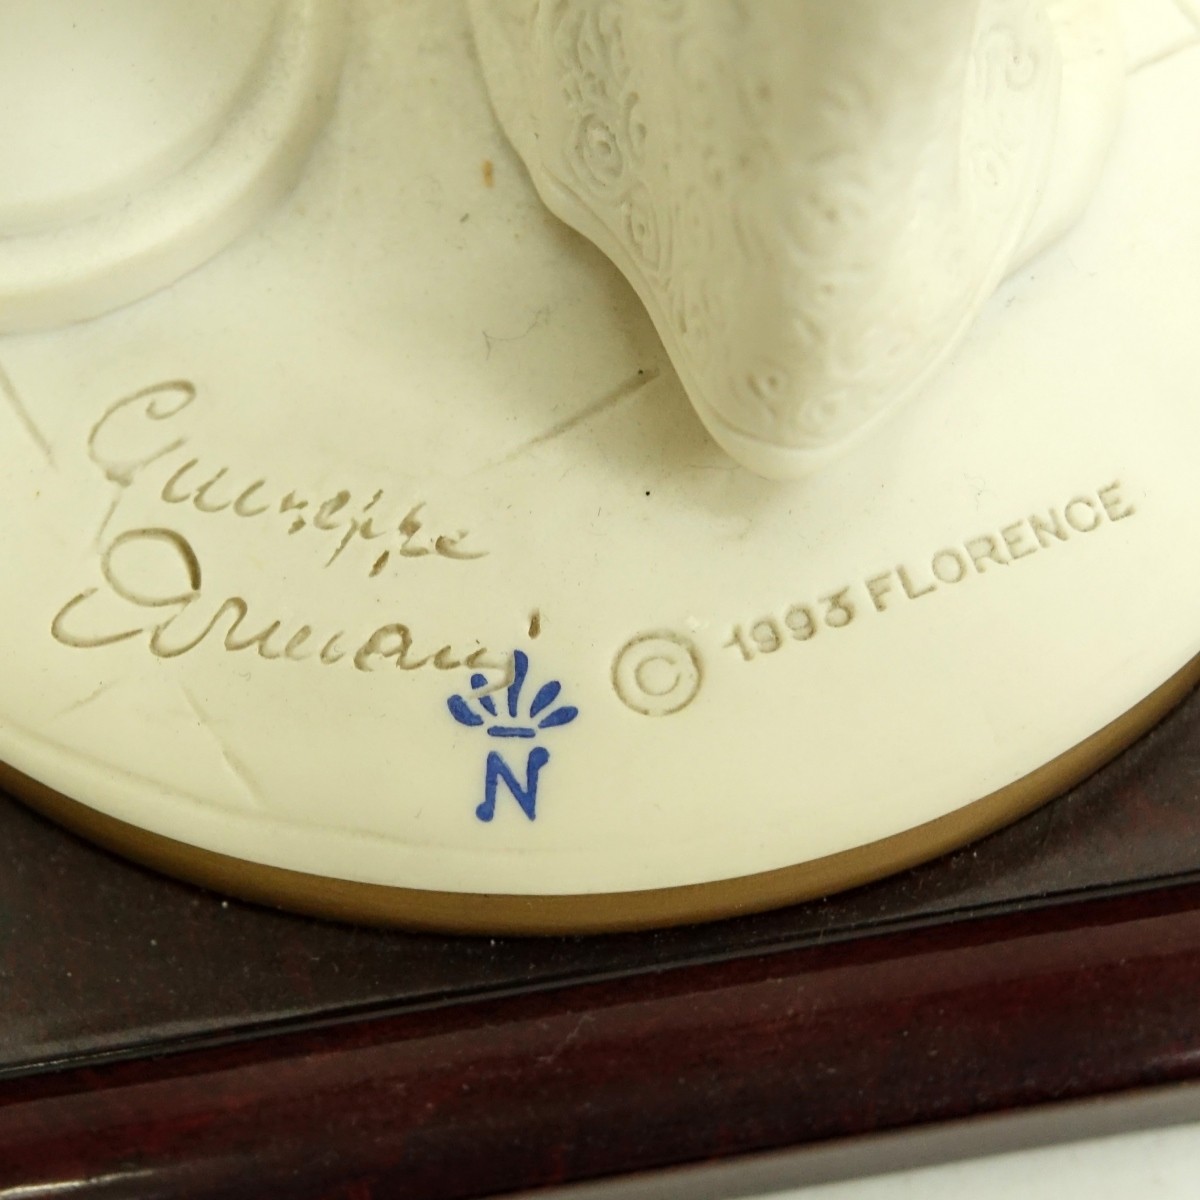 Giuseppe
Armani
© 1993 FLORENCE
N